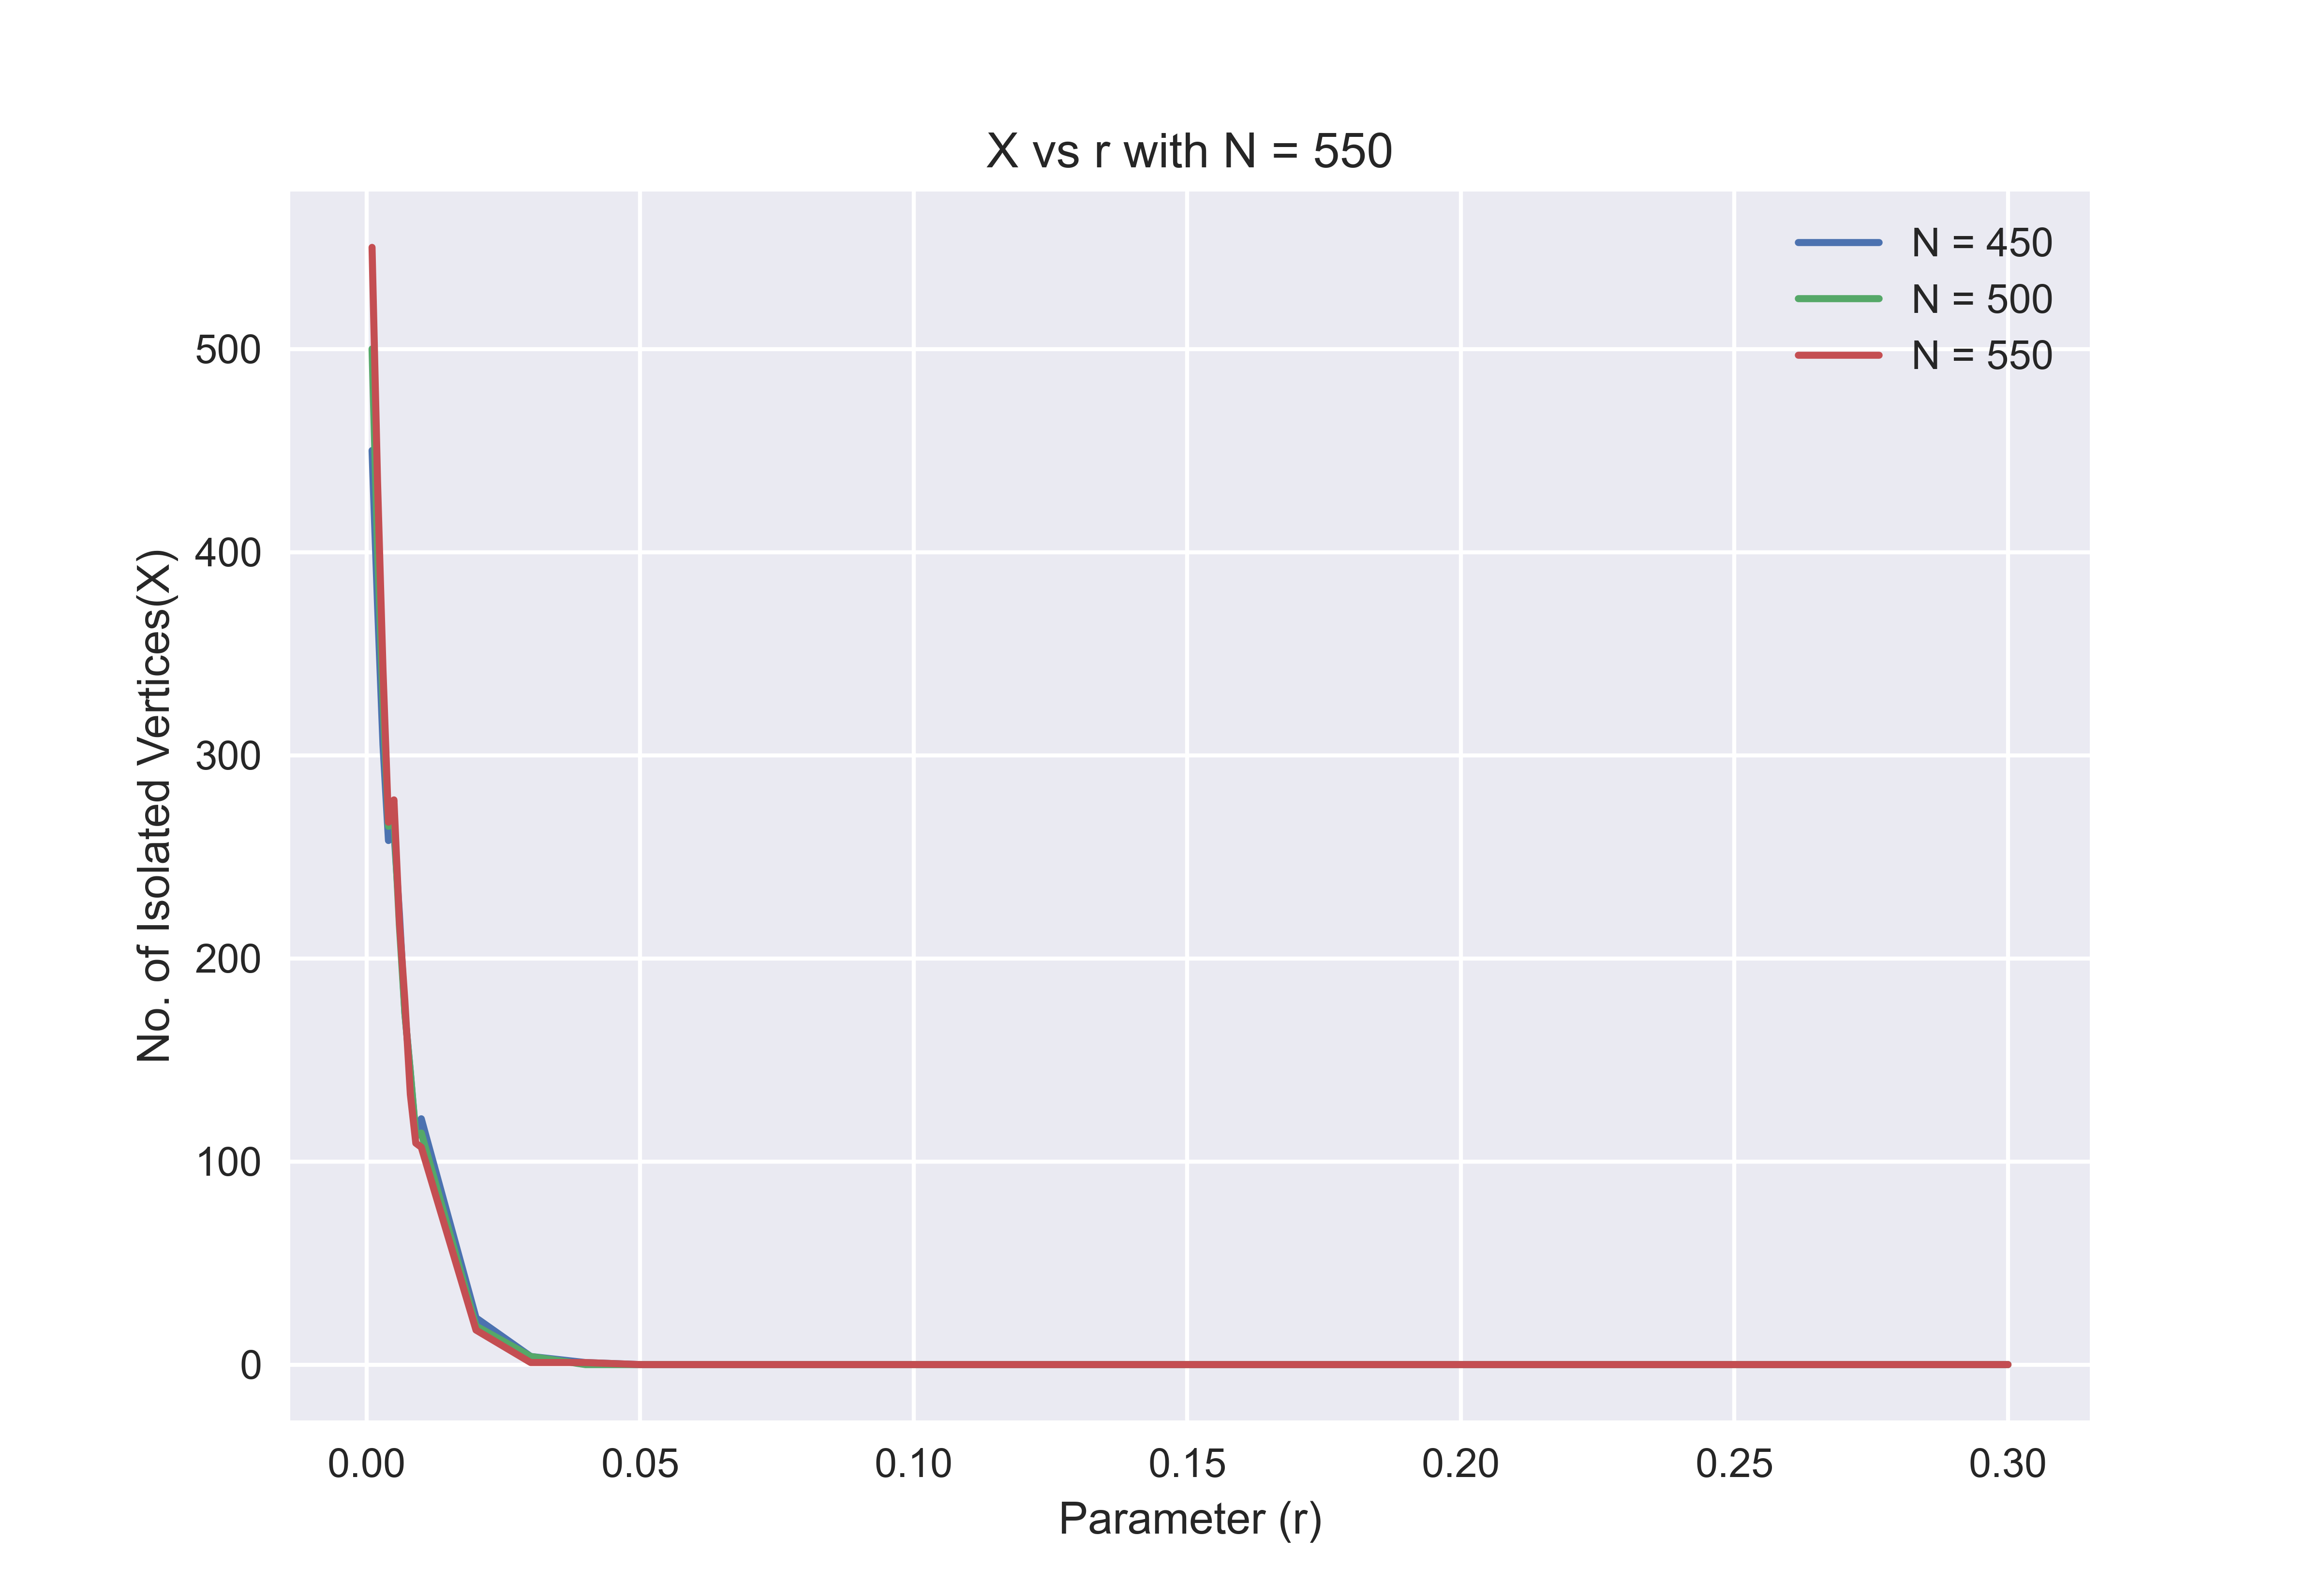 X vs r with N = 550
N = 450
N = 500
N = 550
No. of Isolated Vertices(X)
500
400
300
200
100
0
0.00 0.05 0.10 0.15 0.20 0.25 0.30
Parameter (r)